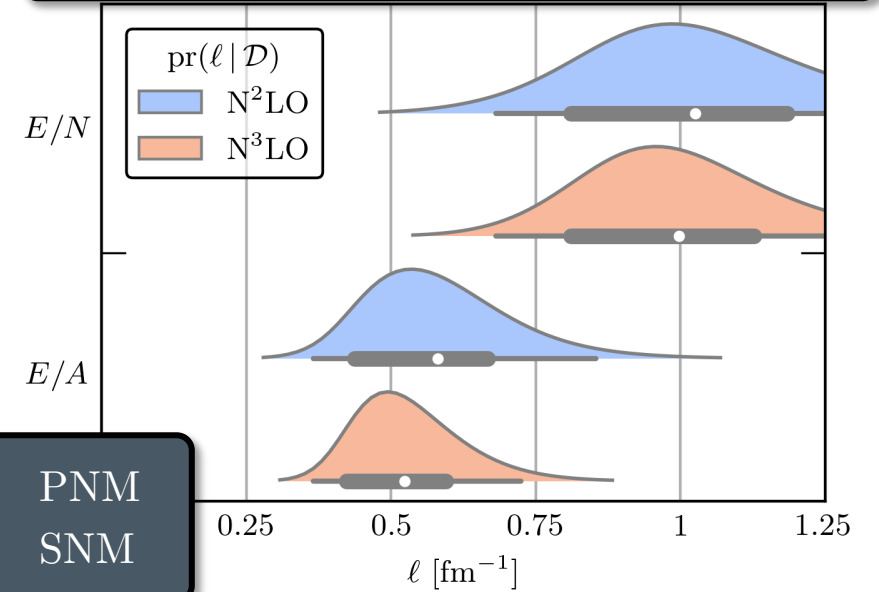 pr(ℓ | 𝒟)
N²LO
N³LO
E/N
E/A
PNM
SNM
0.25 0.5 0.75 1 1.25
ℓ [fm⁻¹]